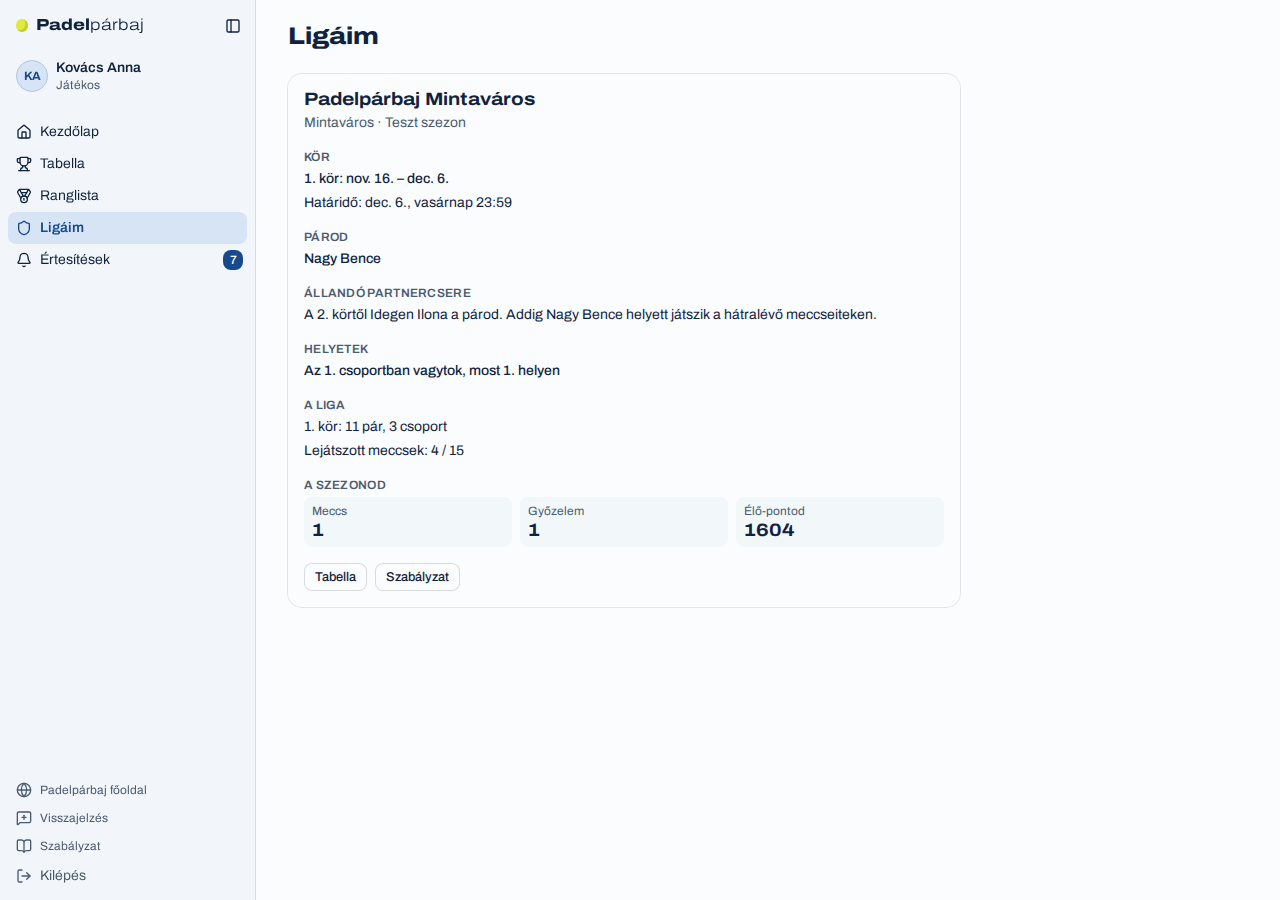 Padelpárbaj
KA
Kovács Anna
Játékos
Kezdőlap
Tabella
Ranglista
Ligáim
Értesítések
7
Padelpárbaj főoldal
Visszajelzés
Szabályzat
Kilépés
Ligáim
Padelpárbaj Mintaváros
Mintaváros · Teszt szezon
KÖR
1. kör: nov. 16. – dec. 6.
Határidő: dec. 6., vasárnap 23:59
PÁROD
Nagy Bence
ÁLLANDÓ PARTNERCSERE
A 2. körtől Idegen Ilona a párod. Addig Nagy Bence helyett játszik a hátralévő meccseiteken.
HELYETEK
Az 1. csoportban vagytok, most 1. helyen
A LIGA
1. kör: 11 pár, 3 csoport
Lejátszott meccsek: 4 / 15
A SZEZONOD
Meccs
1
Győzelem
1
Élő-pontod
1604
Tabella
Szabályzat